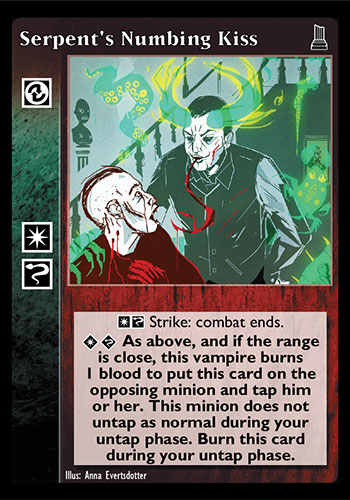 Serpent's Numbing Kiss
Strike: combat ends.
As above, and if the range
is close, this vampire burns
1 blood to put this card on the
opposing minion and tap him
or her. This minion does not
untap as normal during your
untap phase. Burn this card
during your untap phase.
Illus: Anna Evertsdotter